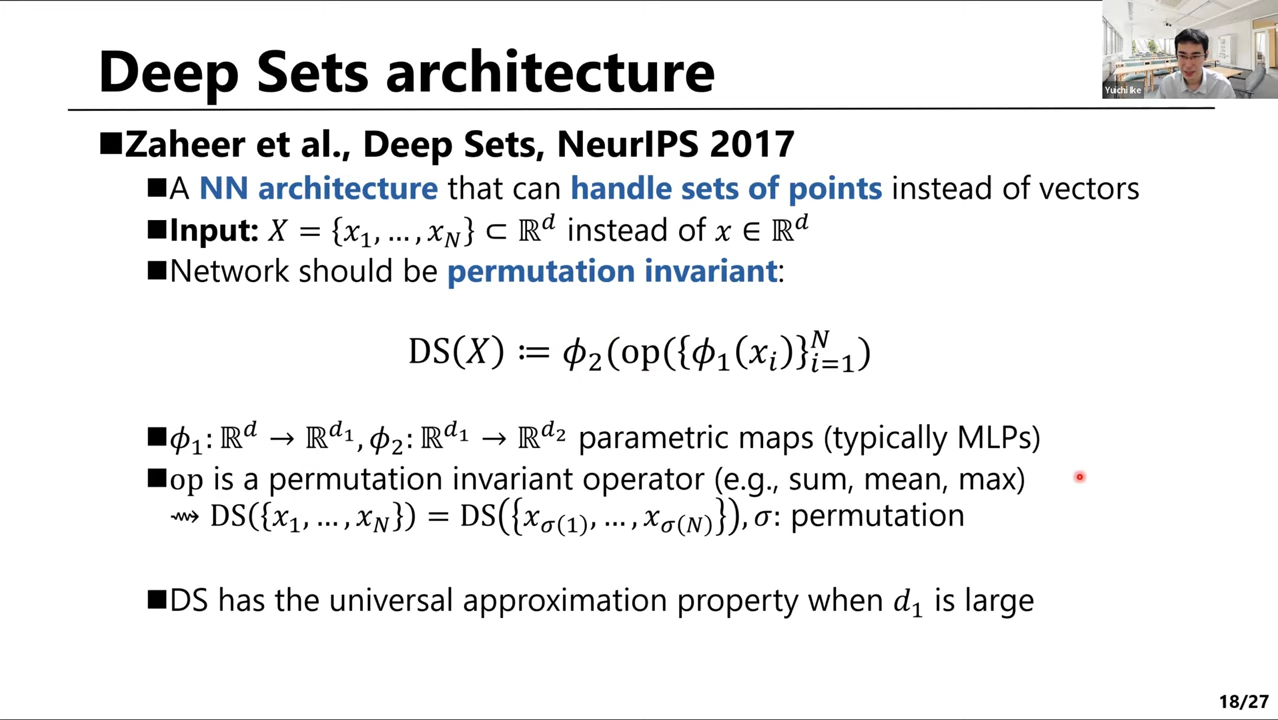 Deep Sets architecture
Yuichi Ike
■Zaheer et al., Deep Sets, NeurIPS 2017
■A NN architecture that can handle sets of points instead of vectors
■Input: 𝑋 = {𝑥₁, … , 𝑥_𝑁} ⊂ ℝ^𝑑 instead of 𝑥 ∈ ℝ^𝑑
■Network should be permutation invariant:
DS(𝑋) ≔ 𝜙₂(op({𝜙₁(𝑥ᵢ)}_{𝑖=1}^𝑁)
■𝜙₁: ℝ^𝑑 → ℝ^{𝑑₁}, 𝜙₂: ℝ^{𝑑₁} → ℝ^{𝑑₂} parametric maps (typically MLPs)
■op is a permutation invariant operator (e.g., sum, mean, max)
⇝ DS({𝑥₁, … , 𝑥_𝑁}) = DS({𝑥_{𝜎(1)}, … , 𝑥_{𝜎(𝑁)}}), 𝜎: permutation
■DS has the universal approximation property when 𝑑₁ is large
18/27